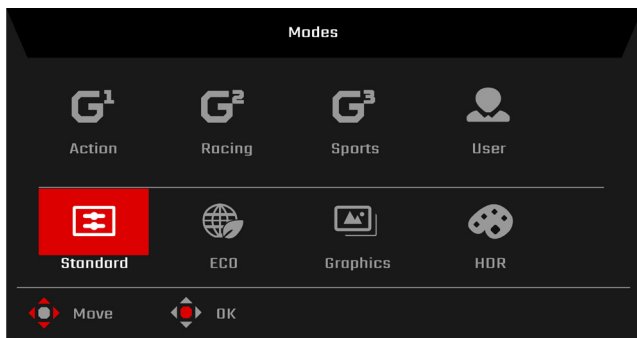 Modes
G¹ G² G³
Action Racing Sports User
Standard ECO Graphics HDR
Move OK